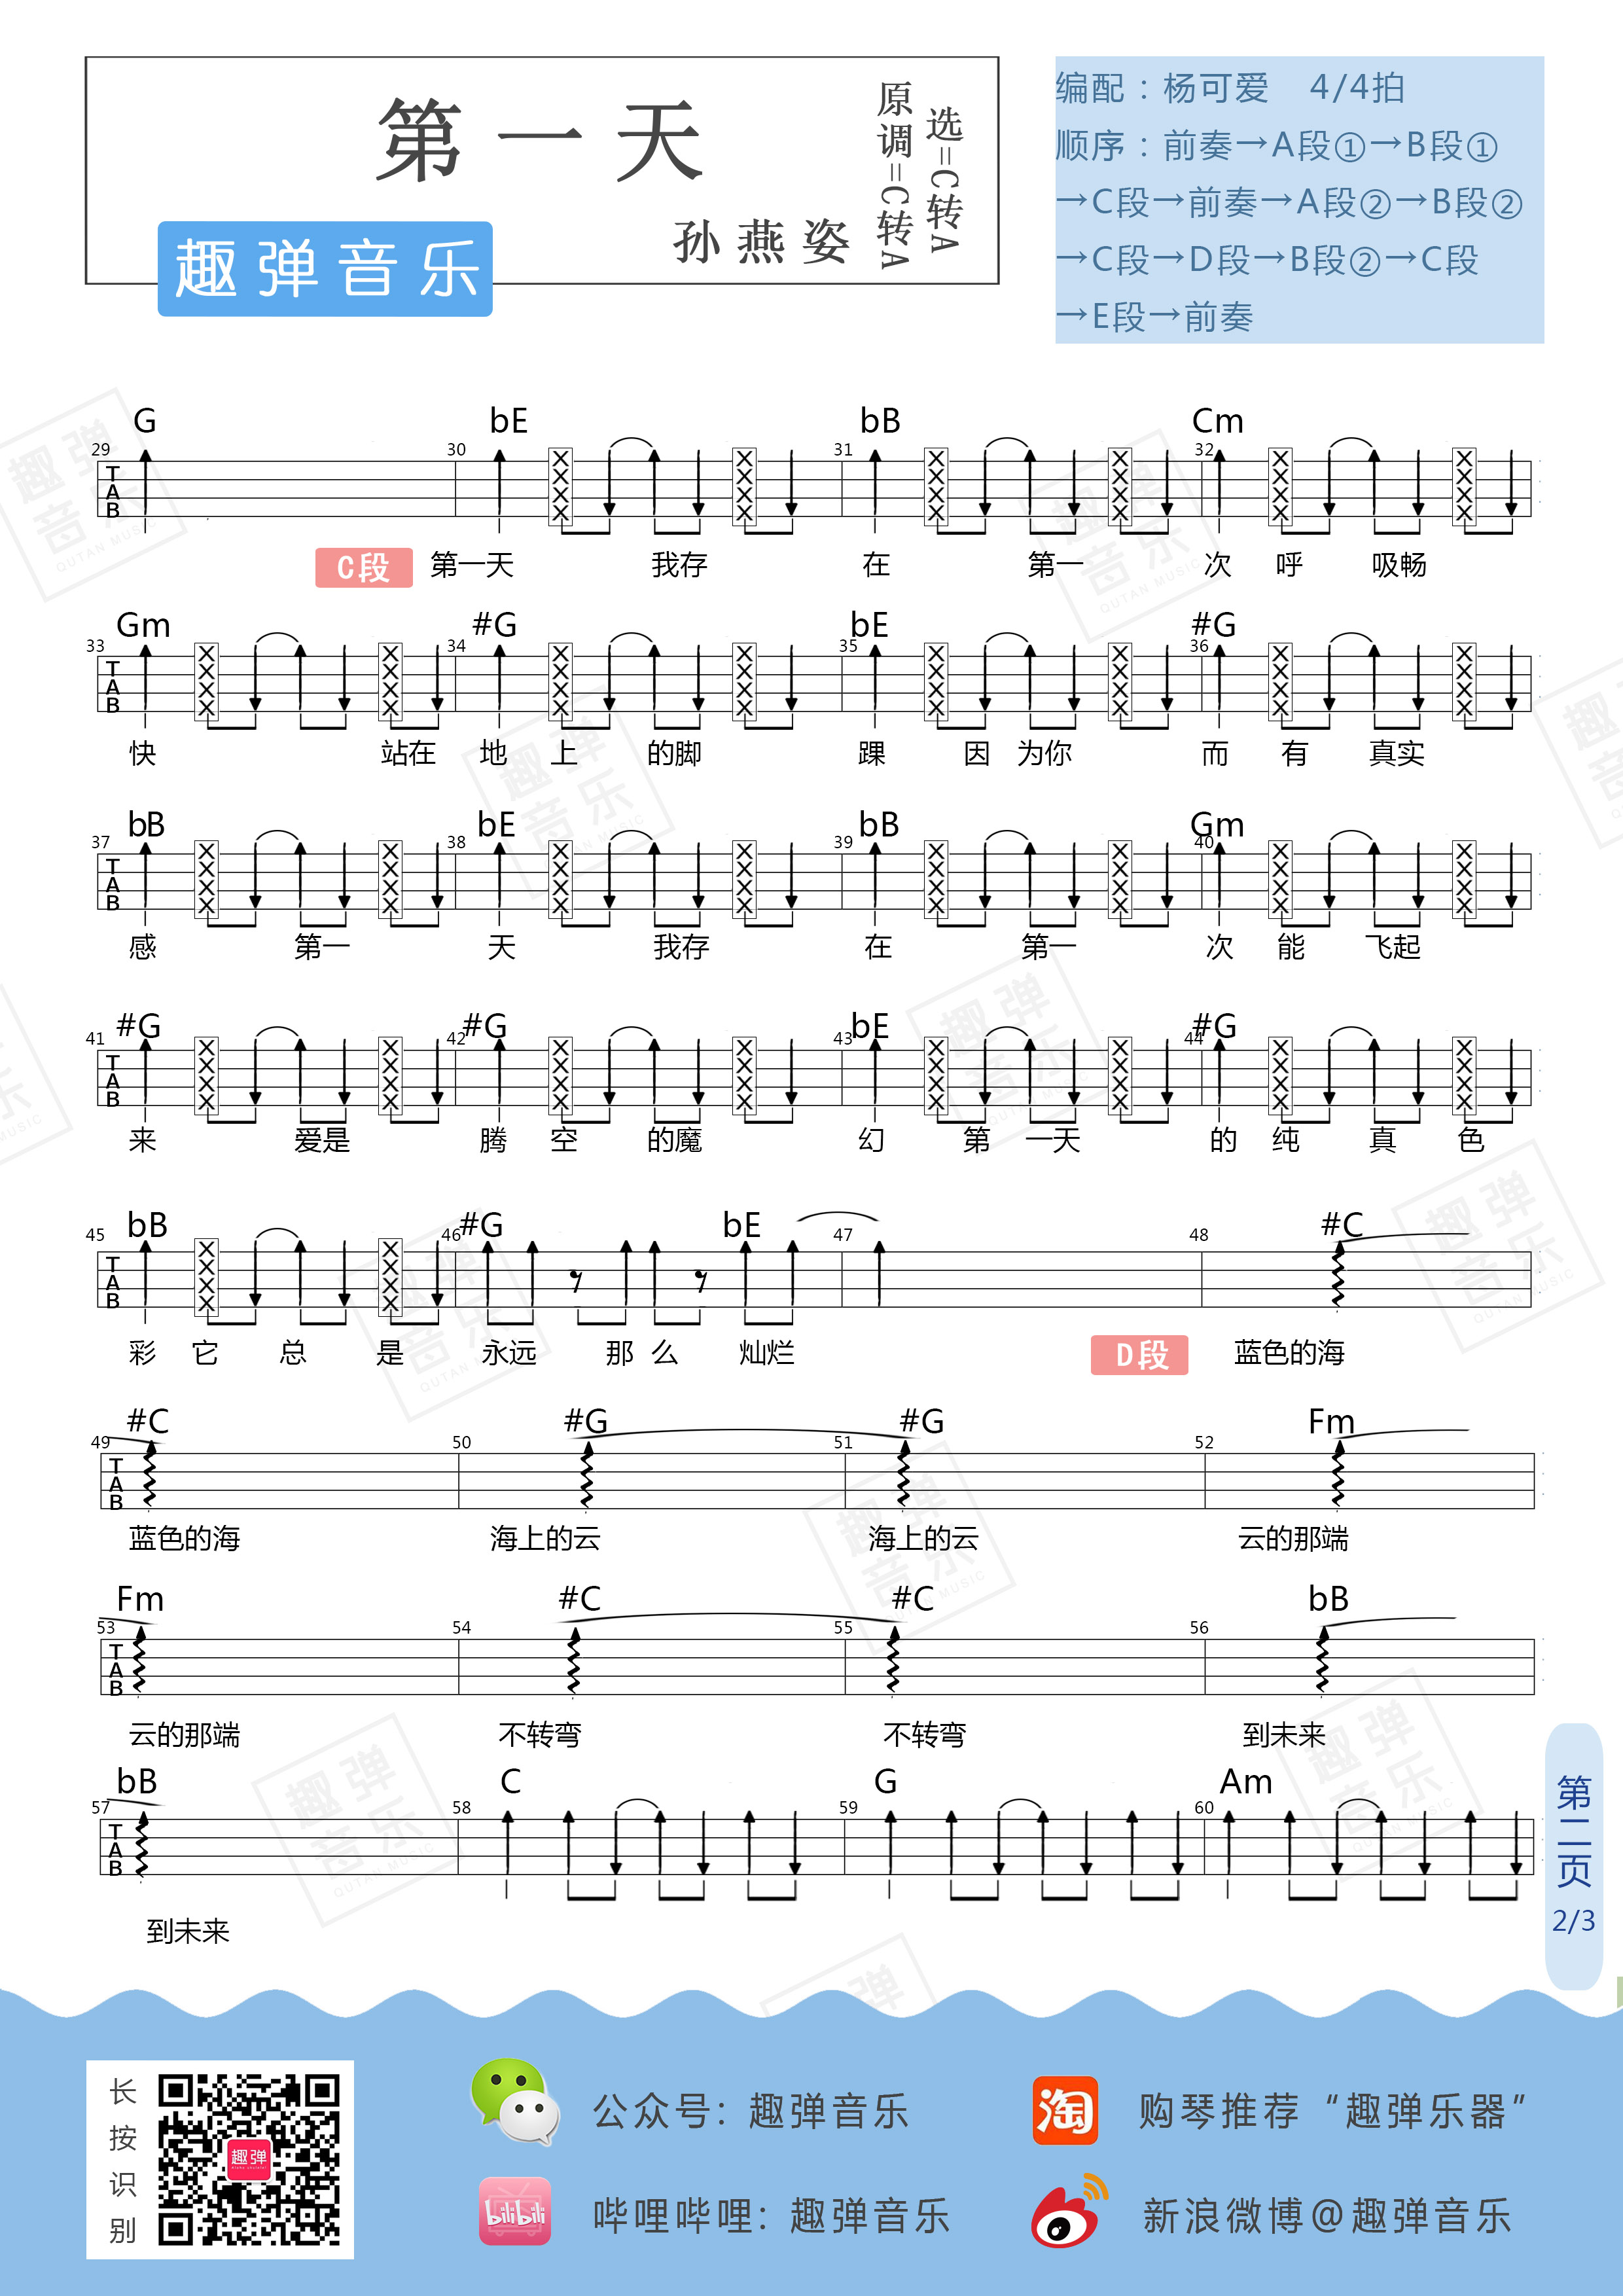 第一天
孙燕姿
原调=C转A
选=C转A
趣弹音乐
编配：杨可爱 4/4拍
顺序：前奏→A段①→B段①
→C段→前奏→A段②→B段②
→C段→D段→B段②→C段
→E段→前奏
G bE bB Cm
29 30 31 32
TAB
C段 第一天 我存 在 第一 次 呼 吸畅
Gm #G bE #G
33 34 35 36
TAB
快 站在 地 上 的脚 踝 因 为你 而 有 真实
bB bE bB Gm
37 38 39 40
TAB
感 第一 天 我存 在 第一 次 能 飞起
#G #G bE #G
41 42 43 44
TAB
来 爱是 腾 空 的魔 幻 第 一天 的 纯 真 色
bB #G bE #C
45 46 47 48
TAB
彩 它 总 是 永远 那 么 灿烂 D段 蓝色的海
#C #G #G Fm
49 50 51 52
TAB
蓝色的海 海上的云 海上的云 云的那端
Fm #C #C bB
53 54 55 56
TAB
云的那端 不转弯 不转弯 到未来
bB C G Am
57 58 59 60
TAB
到未来
第二页
2/3
长按识别
趣弹
公众号：趣弹音乐
淘
购琴推荐“趣弹乐器”
bilibili
哔哩哔哩：趣弹音乐
新浪微博@趣弹音乐
趣弹音乐
QUTAN MUSIC